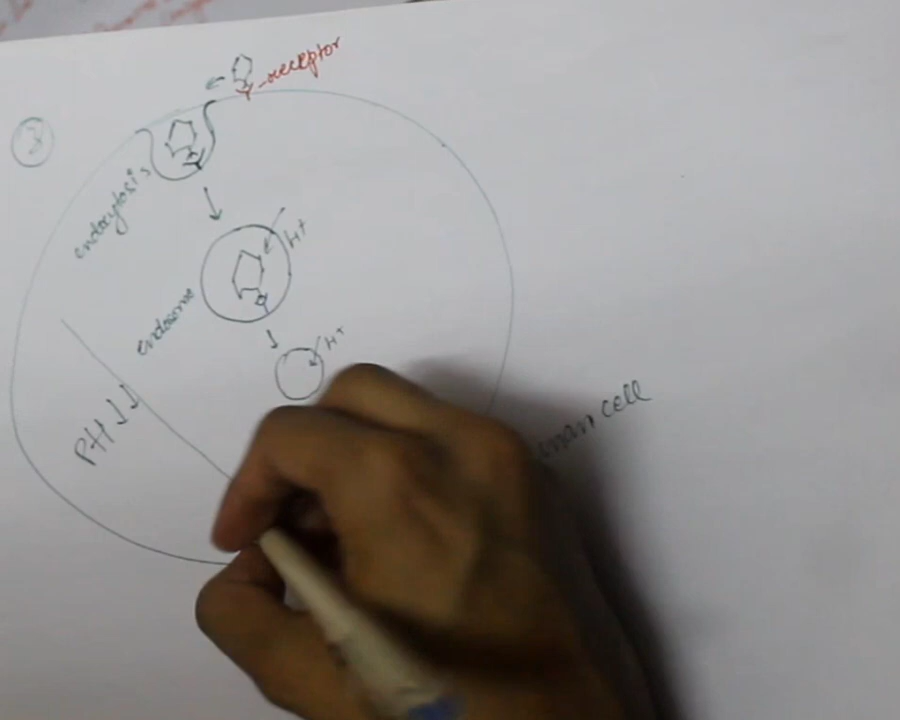 receptor
3
endocytosis
H+
endosome
H+
PH↓↓
cell